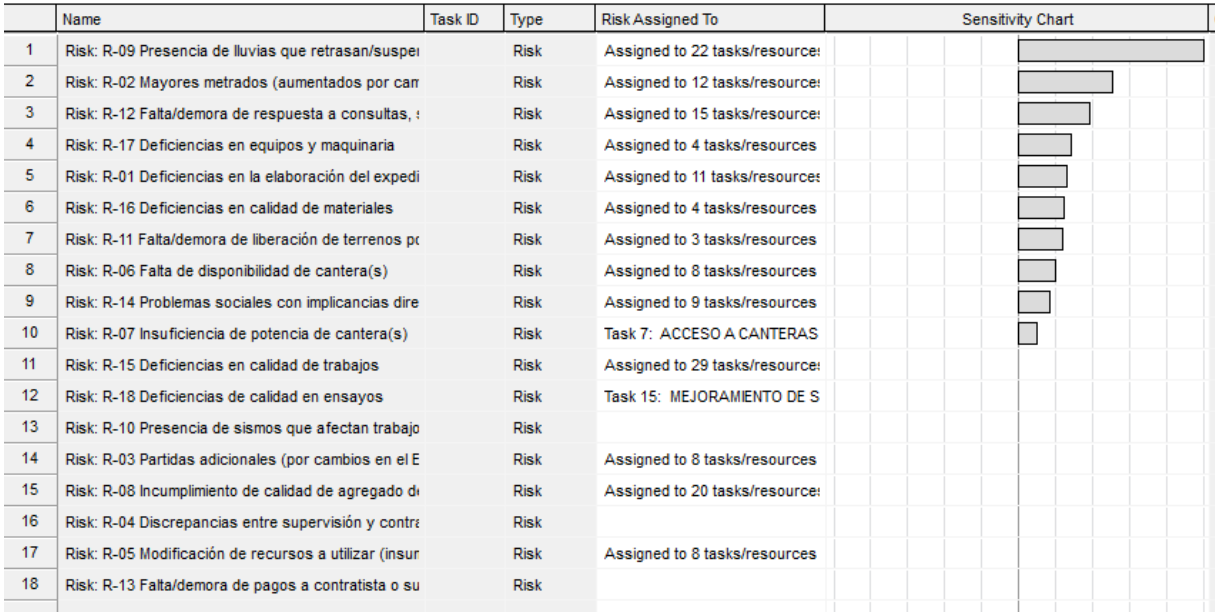 Name Task ID Type Risk Assigned To Sensitivity Chart
1 Risk: R-09 Presencia de lluvias que retrasan/susper Risk Assigned to 22 tasks/resources
2 Risk: R-02 Mayores metrados (aumentados por cam Risk Assigned to 12 tasks/resources
3 Risk: R-12 Falta/demora de respuesta a consultas, Risk Assigned to 15 tasks/resources
4 Risk: R-17 Deficiencias en equipos y maquinaria Risk Assigned to 4 tasks/resources
5 Risk: R-01 Deficiencias en la elaboración del expedi Risk Assigned to 11 tasks/resources
6 Risk: R-16 Deficiencias en calidad de materiales Risk Assigned to 4 tasks/resources
7 Risk: R-11 Falta/demora de liberación de terrenos po Risk Assigned to 3 tasks/resources
8 Risk: R-06 Falta de disponibilidad de cantera(s) Risk Assigned to 8 tasks/resources
9 Risk: R-14 Problemas sociales con implicancias dire Risk Assigned to 9 tasks/resources
10 Risk: R-07 Insuficiencia de potencia de cantera(s) Risk Task 7: ACCESO A CANTERAS
11 Risk: R-15 Deficiencias en calidad de trabajos Risk Assigned to 29 tasks/resources
12 Risk: R-18 Deficiencias de calidad en ensayos Risk Task 15: MEJORAMIENTO DE S
13 Risk: R-10 Presencia de sismos que afectan trabajo Risk
14 Risk: R-03 Partidas adicionales (por cambios en el E Risk Assigned to 8 tasks/resources
15 Risk: R-08 Incumplimiento de calidad de agregado de Risk Assigned to 20 tasks/resources
16 Risk: R-04 Discrepancias entre supervisión y contra Risk
17 Risk: R-05 Modificación de recursos a utilizar (insur Risk Assigned to 8 tasks/resources
18 Risk: R-13 Falta/demora de pagos a contratista o su Risk